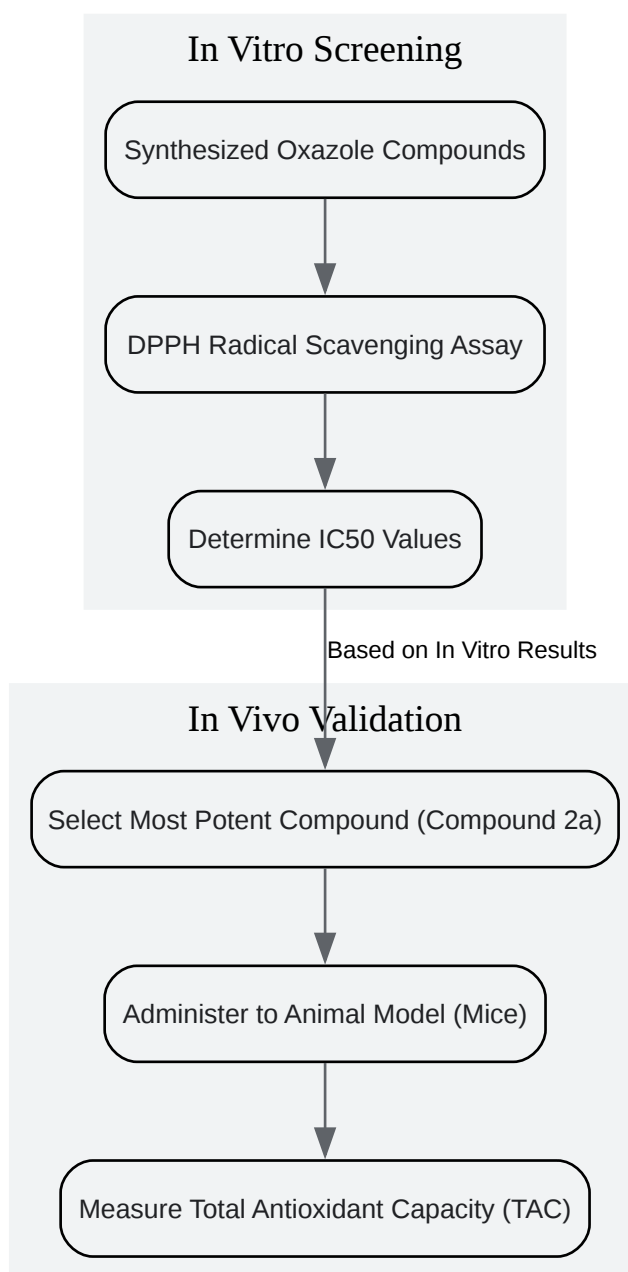 In Vitro Screening
Synthesized Oxazole Compounds
DPPH Radical Scavenging Assay
Determine IC50 Values
Based on In Vitro Results
In Vivo Validation
Select Most Potent Compound (Compound 2a)
Administer to Animal Model (Mice)
Measure Total Antioxidant Capacity (TAC)